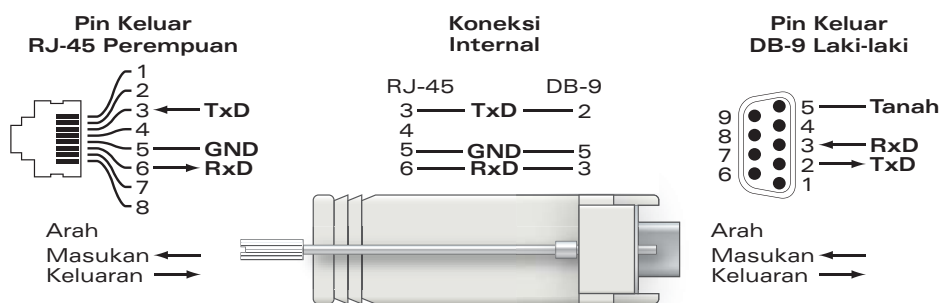 Pin Keluar
RJ-45 Perempuan
1
2
3 TxD
4
5 GND
6 RxD
7
8
Arah
Masukan
Keluaran
Koneksi
Internal
RJ-45 DB-9
3 TxD 2
4
5 GND 5
6 RxD 3
Pin Keluar
DB-9 Laki-laki
5 Tanah
9
4
8
3 RxD
7
2 TxD
6
1
Arah
Masukan
Keluaran